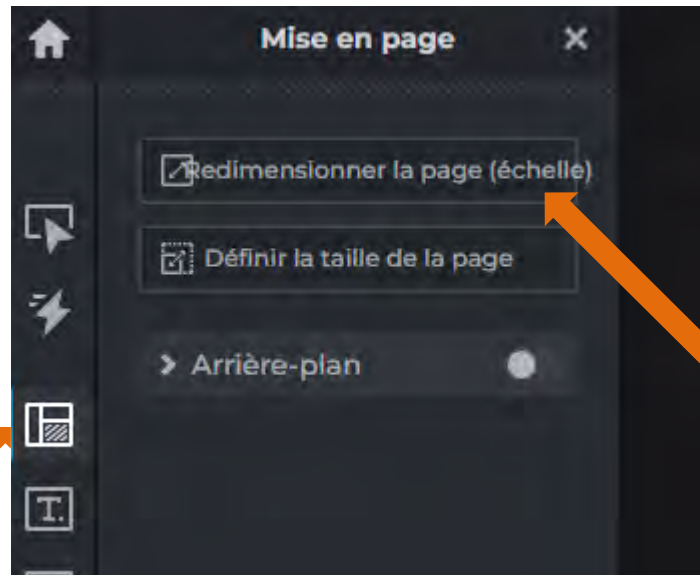 Mise en page
Redimensionner la page (échelle)
Définir la taille de la page
Arrière-plan
T.